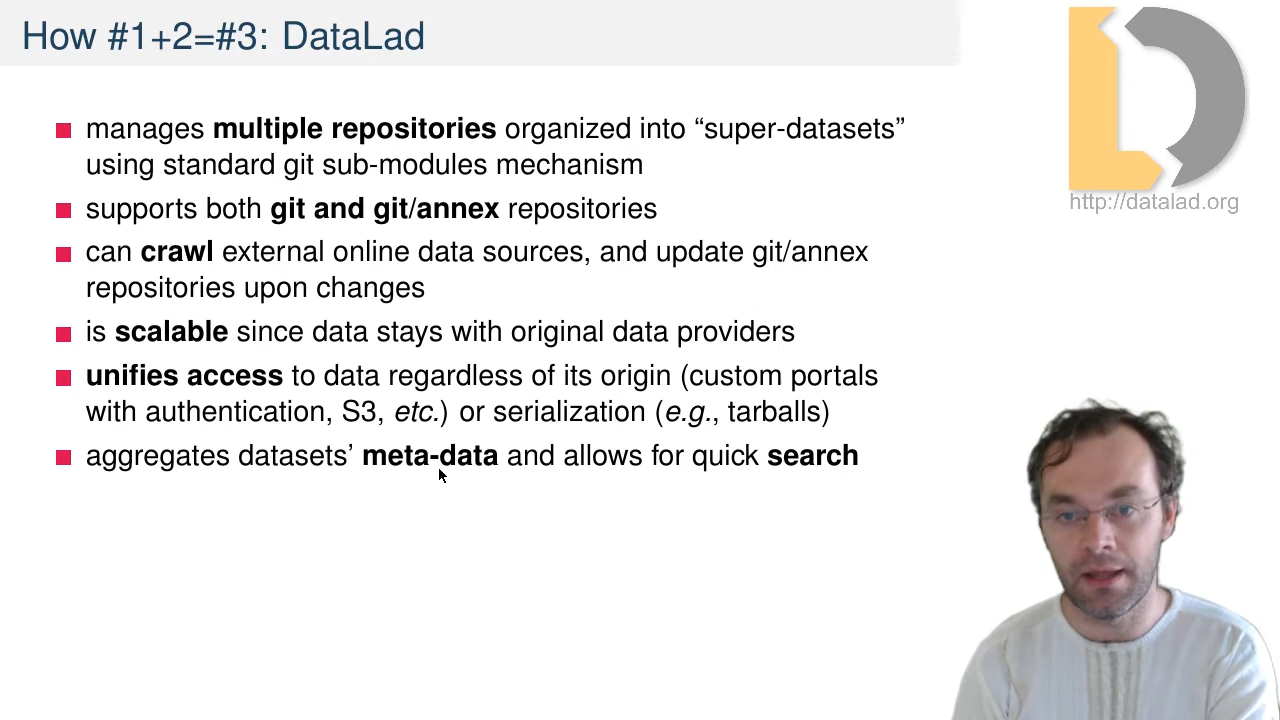 How #1+2=#3: DataLad
http://datalad.org
manages multiple repositories organized into “super-datasets”
using standard git sub-modules mechanism
supports both git and git/annex repositories
can crawl external online data sources, and update git/annex
repositories upon changes
is scalable since data stays with original data providers
unifies access to data regardless of its origin (custom portals
with authentication, S3, etc.) or serialization (e.g., tarballs)
aggregates datasets’ meta-data and allows for quick search